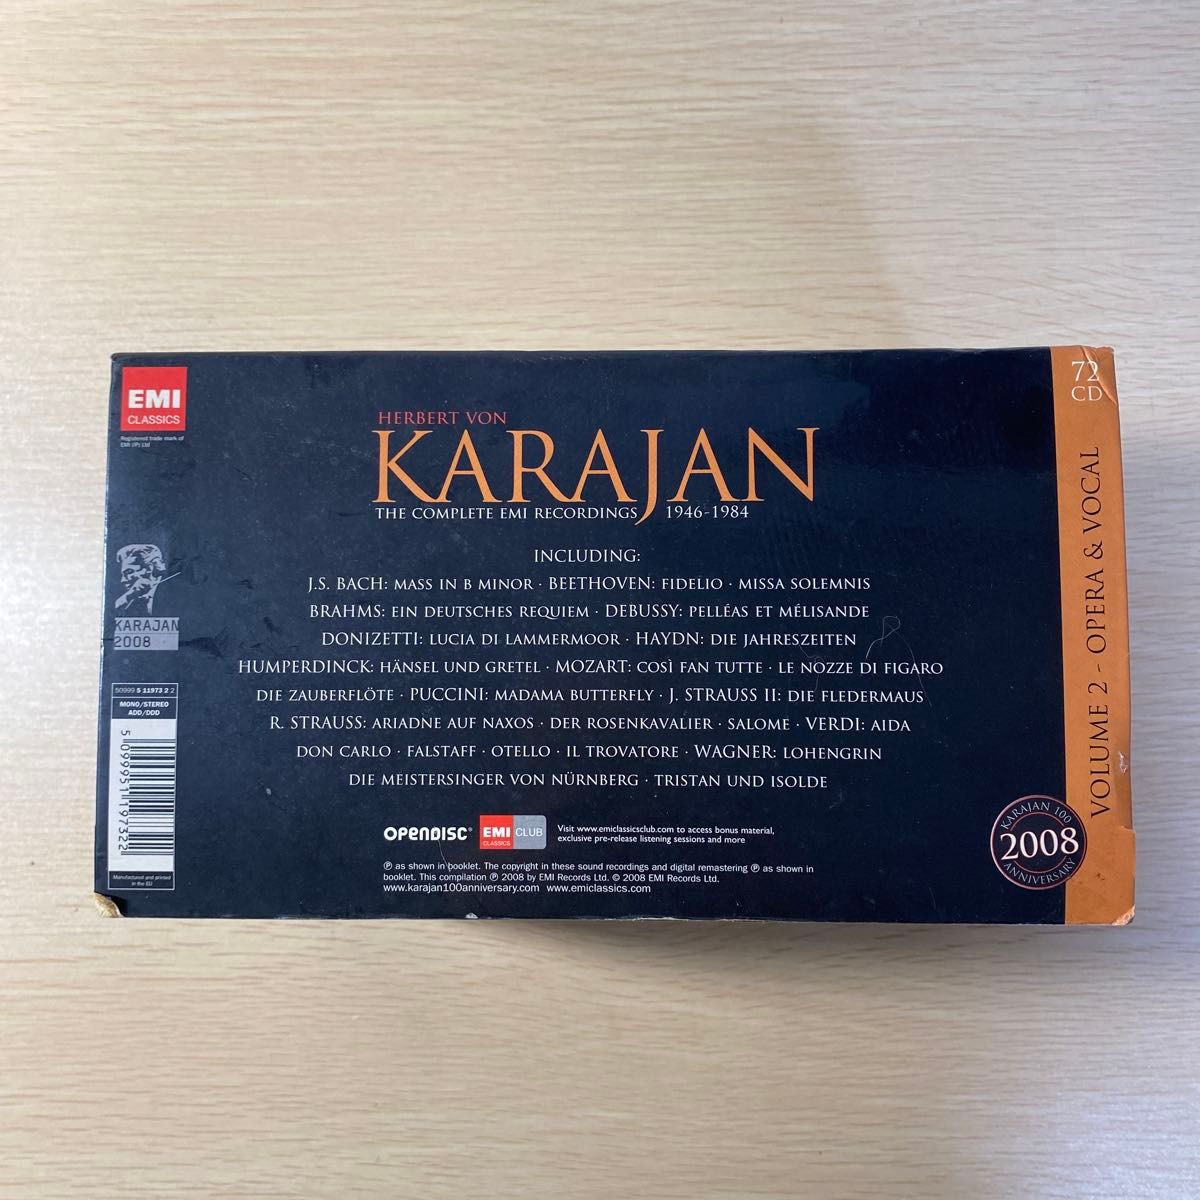 EMI
CLASSICS
Registered trade mark of
EMI (IP) Ltd
KARAJAN
2008
50999 5 11973 2 2
MONO/STEREO
ADD/DDD
5 099951 197322
Manufactured and printed
in the EU
HERBERT VON
KARAJAN
THE COMPLETE EMI RECORDINGS 1946-1984
INCLUDING:
J.S. BACH: MASS IN B MINOR · BEETHOVEN: FIDELIO · MISSA SOLEMNIS
BRAHMS: EIN DEUTSCHES REQUIEM · DEBUSSY: PELLÉAS ET MÉLISANDE
DONIZETTI: LUCIA DI LAMMERMOOR · HAYDN: DIE JAHRESZEITEN
HUMPERDINCK: HÄNSEL UND GRETEL · MOZART: COSÌ FAN TUTTE · LE NOZZE DI FIGARO
DIE ZAUBERFLÖTE · PUCCINI: MADAMA BUTTERFLY · J. STRAUSS II: DIE FLEDERMAUS
R. STRAUSS: ARIADNE AUF NAXOS · DER ROSENKAVALIER · SALOME · VERDI: AIDA
DON CARLO · FALSTAFF · OTELLO · IL TROVATORE · WAGNER: LOHENGRIN
DIE MEISTERSINGER VON NÜRNBERG · TRISTAN UND ISOLDE
OPENDISC
EMI CLUB
CLASSICS
Visit www.emiclassicsclub.com to access bonus material,
exclusive pre-release listening sessions and more
℗ as shown in booklet. The copyright in these sound recordings and digital remastering ℗ as shown in
booklet. This compilation ℗ 2008 by EMI Records Ltd. © 2008 EMI Records Ltd.
www.karajan100anniversary.com www.emiclassics.com
72
CD
VOLUME 2 - OPERA & VOCAL
KARAJAN 100
2008
ANNIVERSARY